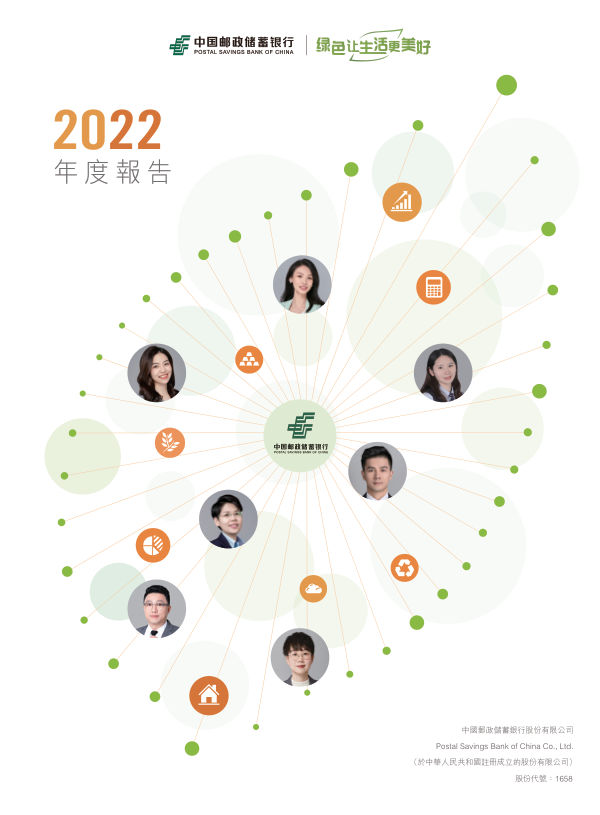 中国邮政储蓄银行
POSTAL SAVINGS BANK OF CHINA
绿色让生活更美好
2022
年度報告
中国邮政储蓄银行
POSTAL SAVINGS BANK OF CHINA
中國郵政儲蓄銀行股份有限公司
Postal Savings Bank of China Co., Ltd.
（於中華人民共和國註冊成立的股份有限公司）
股份代號：1658